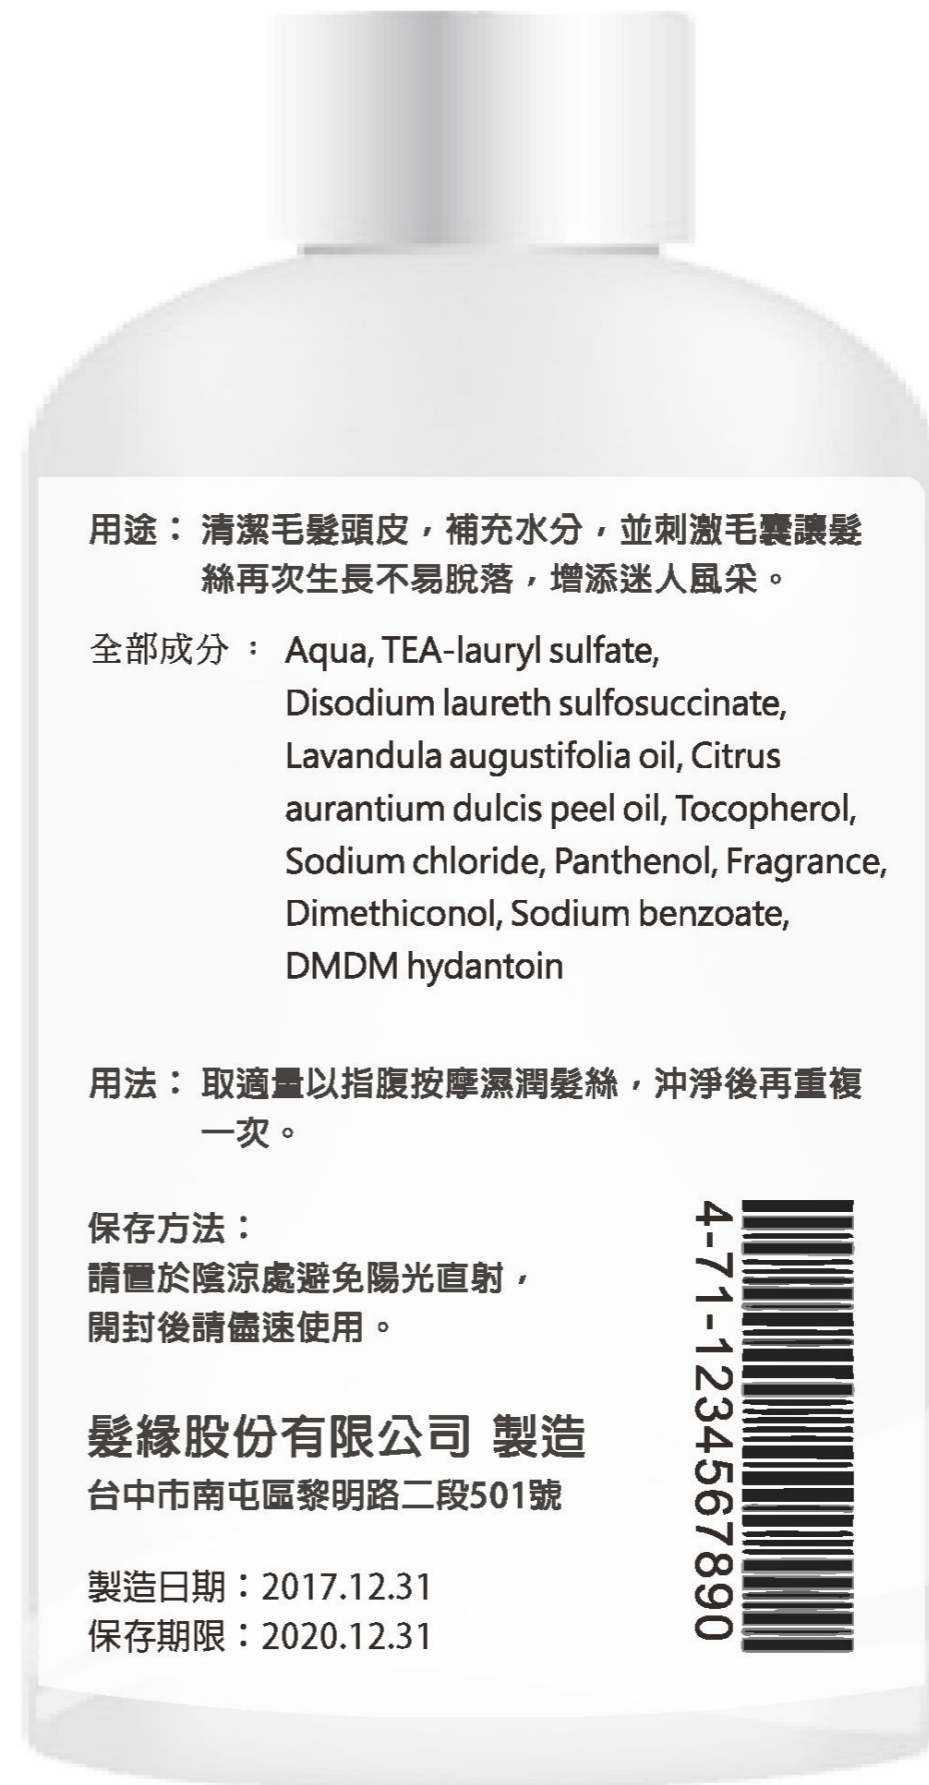 用途：清潔毛髮頭皮，補充水分，並刺激毛囊讓髮
絲再次生長不易脫落，增添迷人風采。
全部成分：Aqua, TEA-lauryl sulfate,
Disodium laureth sulfosuccinate,
Lavandula augustifolia oil, Citrus
aurantium dulcis peel oil, Tocopherol,
Sodium chloride, Panthenol, Fragrance,
Dimethiconol, Sodium benzoate,
DMDM hydantoin
用法：取適量以指腹按摩濕潤髮絲，沖淨後再重複
一次。
保存方法：
請置於陰涼處避免陽光直射，
開封後請儘速使用。
髮緣股份有限公司 製造
台中市南屯區黎明路二段501號
製造日期：2017.12.31
保存期限：2020.12.31
4-71-1234567890